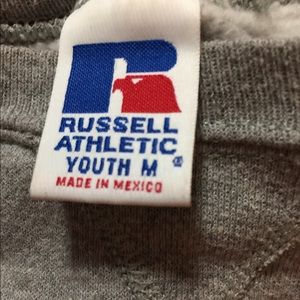 R
RUSSELL
ATHLETIC
YOUTH M ®
MADE IN MEXICO